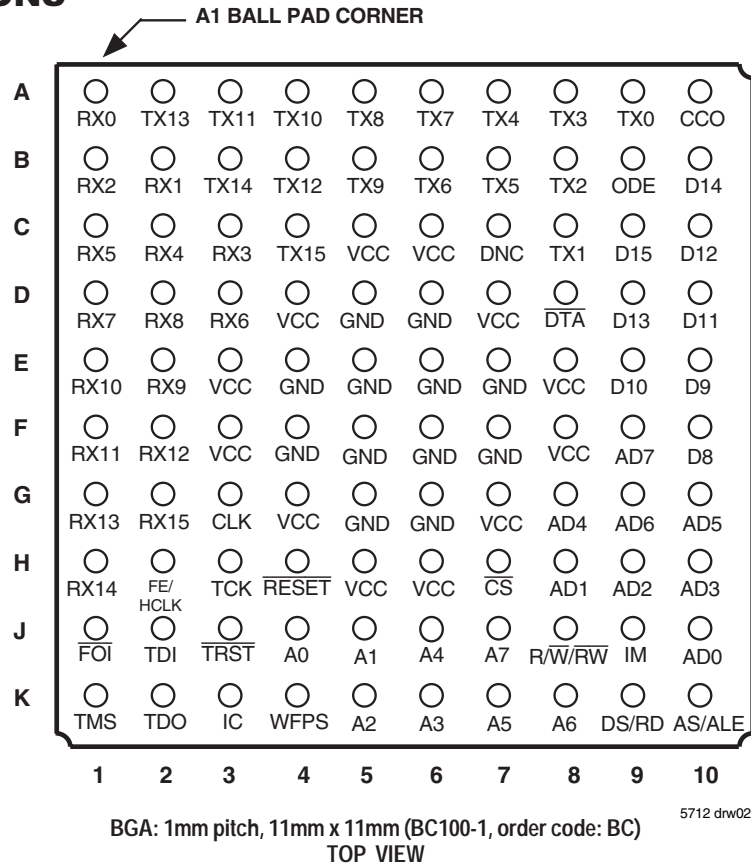 A1 BALL PAD CORNER
A
RX0 TX13 TX11 TX10 TX8 TX7 TX4 TX3 TX0 CCO
B
RX2 RX1 TX14 TX12 TX9 TX6 TX5 TX2 ODE D14
C
RX5 RX4 RX3 TX15 VCC VCC DNC TX1 D15 D12
D
RX7 RX8 RX6 VCC GND GND VCC DTA D13 D11
E
RX10 RX9 VCC GND GND GND GND VCC D10 D9
F
RX11 RX12 VCC GND GND GND GND VCC AD7 D8
G
RX13 RX15 CLK VCC GND GND VCC AD4 AD6 AD5
H
RX14 FE/HCLK TCK RESET VCC VCC CS AD1 AD2 AD3
J
FOI TDI TRST A0 A1 A4 A7 R/W/RW IM AD0
K
TMS TDO IC WFPS A2 A3 A5 A6 DS/RD AS/ALE
1 2 3 4 5 6 7 8 9 10
5712 drw02
BGA: 1mm pitch, 11mm x 11mm (BC100-1, order code: BC)
TOP VIEW